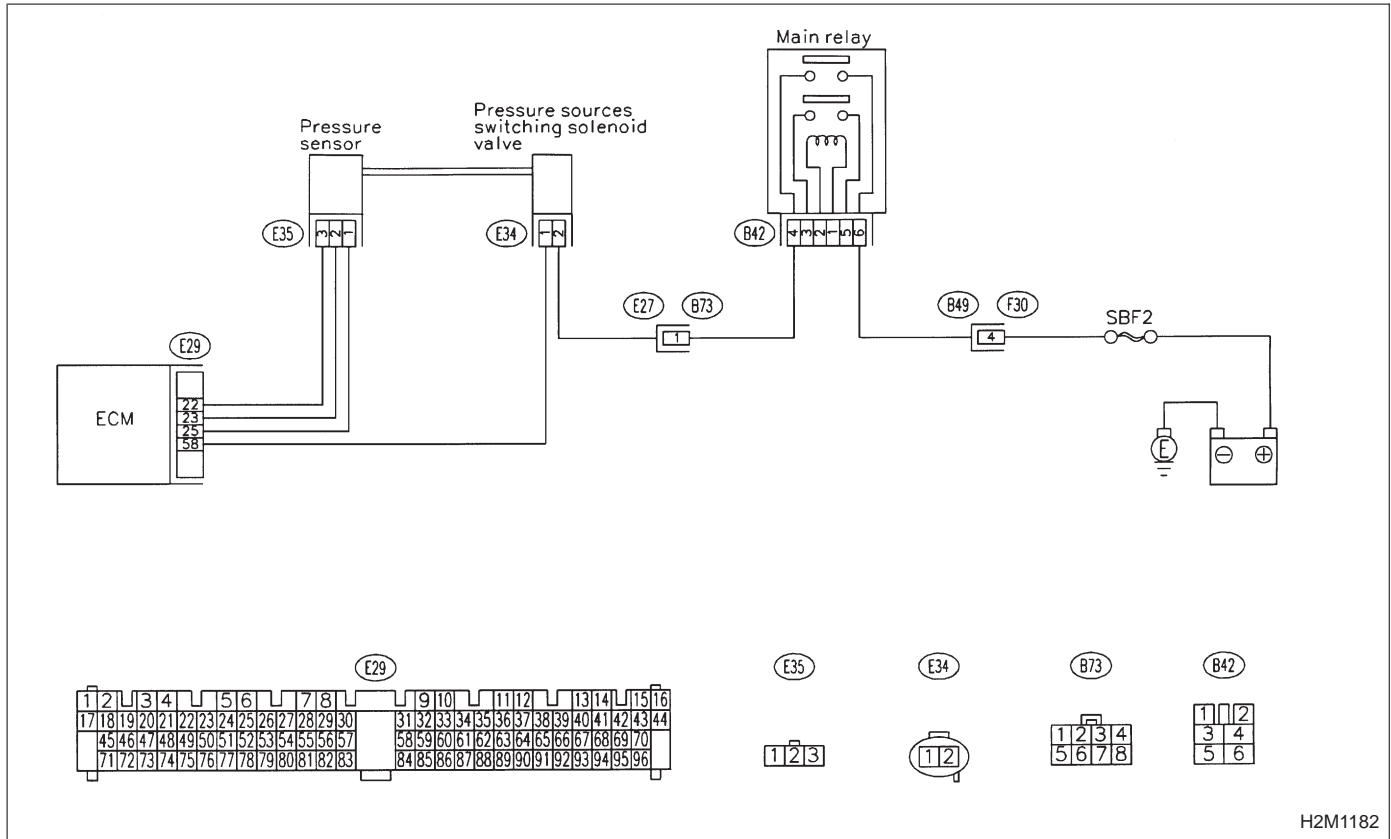 Main relay
Pressure sources
switching solenoid
valve
Pressure
sensor
E35
3 2 1
E34
1 2
B42
4 3 2 1 5 6
E27
B73
1
B49
F30
4
SBF2
E29
ECM
22
23
25
58
E
⊖ ⊕
E29
1 2 3 4 5 6 7 8 9 10 11 12 13 14 15 16
17 18 19 20 21 22 23 24 25 26 27 28 29 30 31 32 33 34 35 36 37 38 39 40 41 42 43 44
45 46 47 48 49 50 51 52 53 54 55 56 57 58 59 60 61 62 63 64 65 66 67 68 69 70
71 72 73 74 75 76 77 78 79 80 81 82 83 84 85 86 87 88 89 90 91 92 93 94 95 96
E35
1 2 3
E34
1 2
B73
1 2 3 4
5 6 7 8
B42
1 2
3 4
5 6
H2M1182